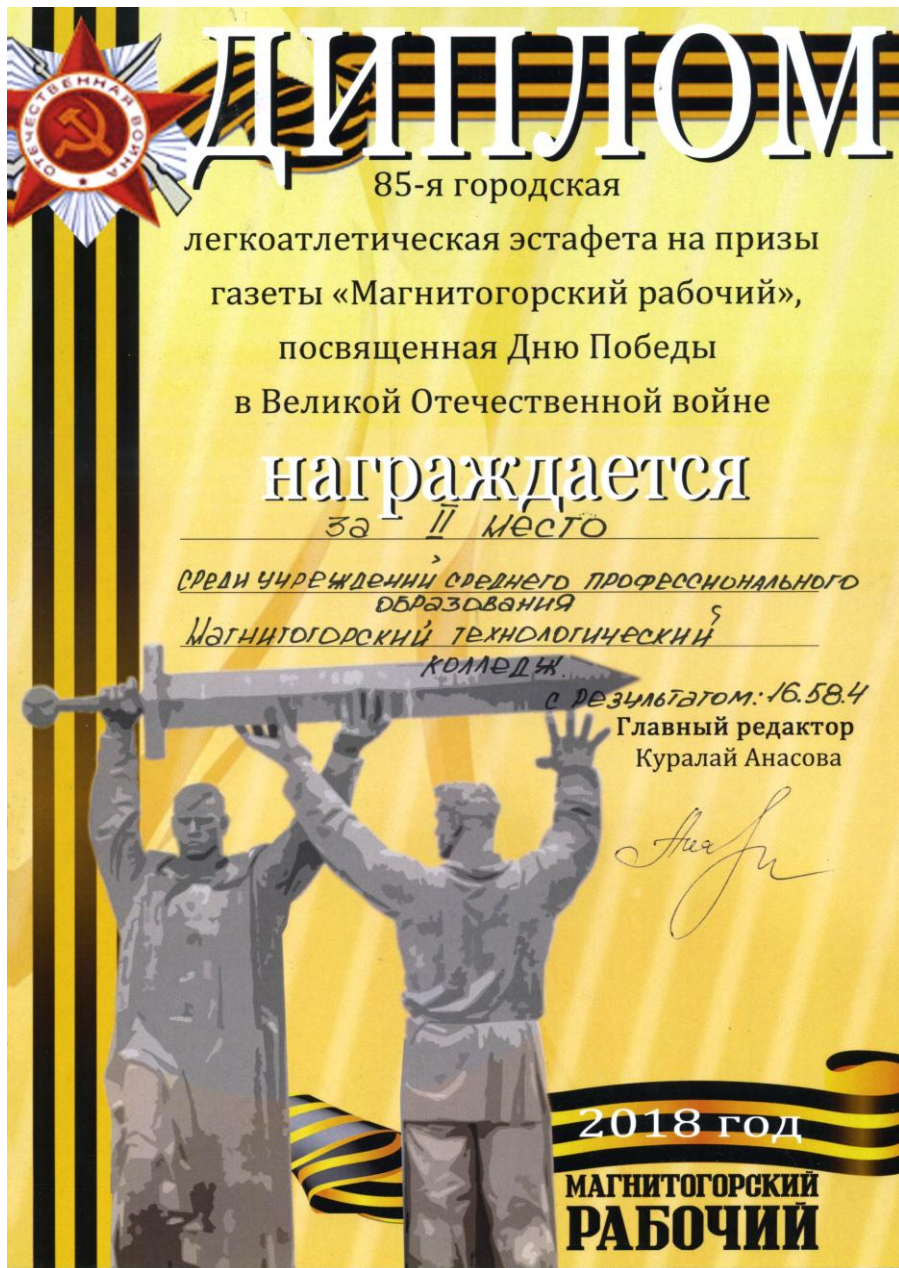 ОТЕЧЕСТВЕННАЯ ВОЙНА
ДИПЛОМ
85-я городская
легкоатлетическая эстафета на призы
газеты «Магнитогорский рабочий»,
посвященная Дню Победы
в Великой Отечественной войне
награждается
за II место
среди учреждений среднего профессионального
образования
Магнитогорский технологический
колледж.
с результатом: 16.58.4
Главный редактор
Куралай Анасова
2018 год
МАГНИТОГОРСКИЙ
РАБОЧИЙ